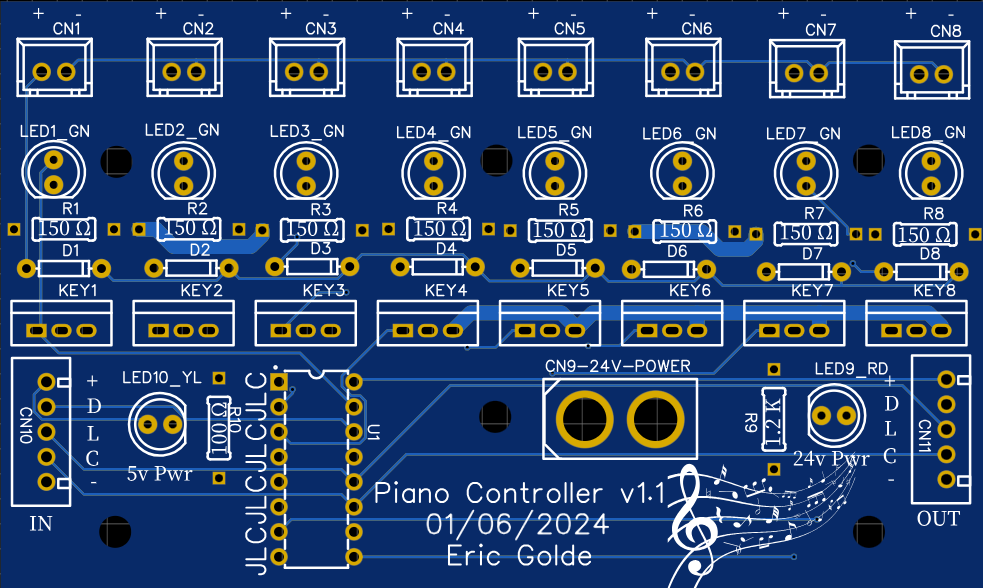 + - + - + - + - + - + - + - + -
CN1 CN2 CN3 CN4 CN5 CN6 CN7 CN8
LED1_GN LED2_GN LED3_GN LED4_GN LED5_GN LED6_GN LED7_GN LED8_GN
R1 R2 R3 R4 R5 R6 R7 R8
150 Ω 150 Ω 150 Ω 150 Ω 150 Ω 150 Ω 150 Ω 150 Ω
D1 D2 D3 D4 D5 D6 D7 D8
KEY1 KEY2 KEY3 KEY4 KEY5 KEY6 KEY7 KEY8
CN9-24V-POWER
LED10_YL
LED9_RD
+
D
L
C
-
CN10
IN
R10
100 Ω
5v Pwr
JLCJLCJLCJLC
U1
R9
1.2 K
24v Pwr
+
D
L
C
-
CN11
OUT
Piano Controller v1.1
01/06/2024
Eric Golde